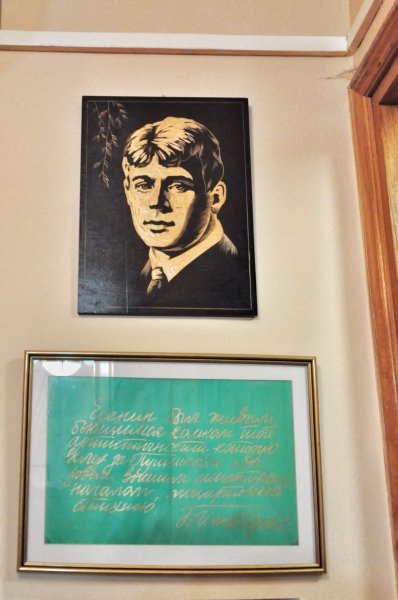 Есенин был живым
бьющимся комком той
артистичности которую
вслед за Пушкиным мы
зовем высшим моцартовским
началом, моцартовской
стихиею
Б Пастернак